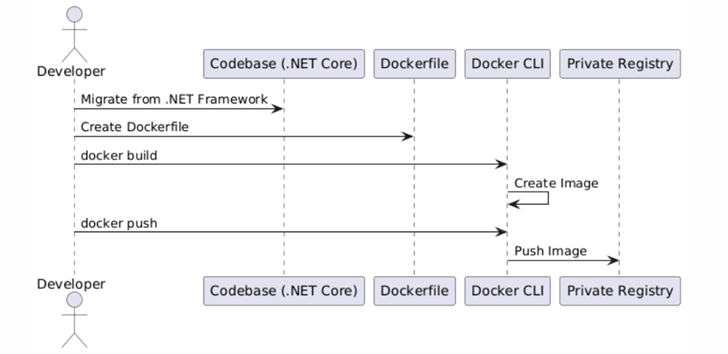 Developer
Codebase (.NET Core)
Dockerfile
Docker CLI
Private Registry
Migrate from .NET Framework
Create Dockerfile
docker build
Create Image
docker push
Push Image
Developer
Codebase (.NET Core)
Dockerfile
Docker CLI
Private Registry